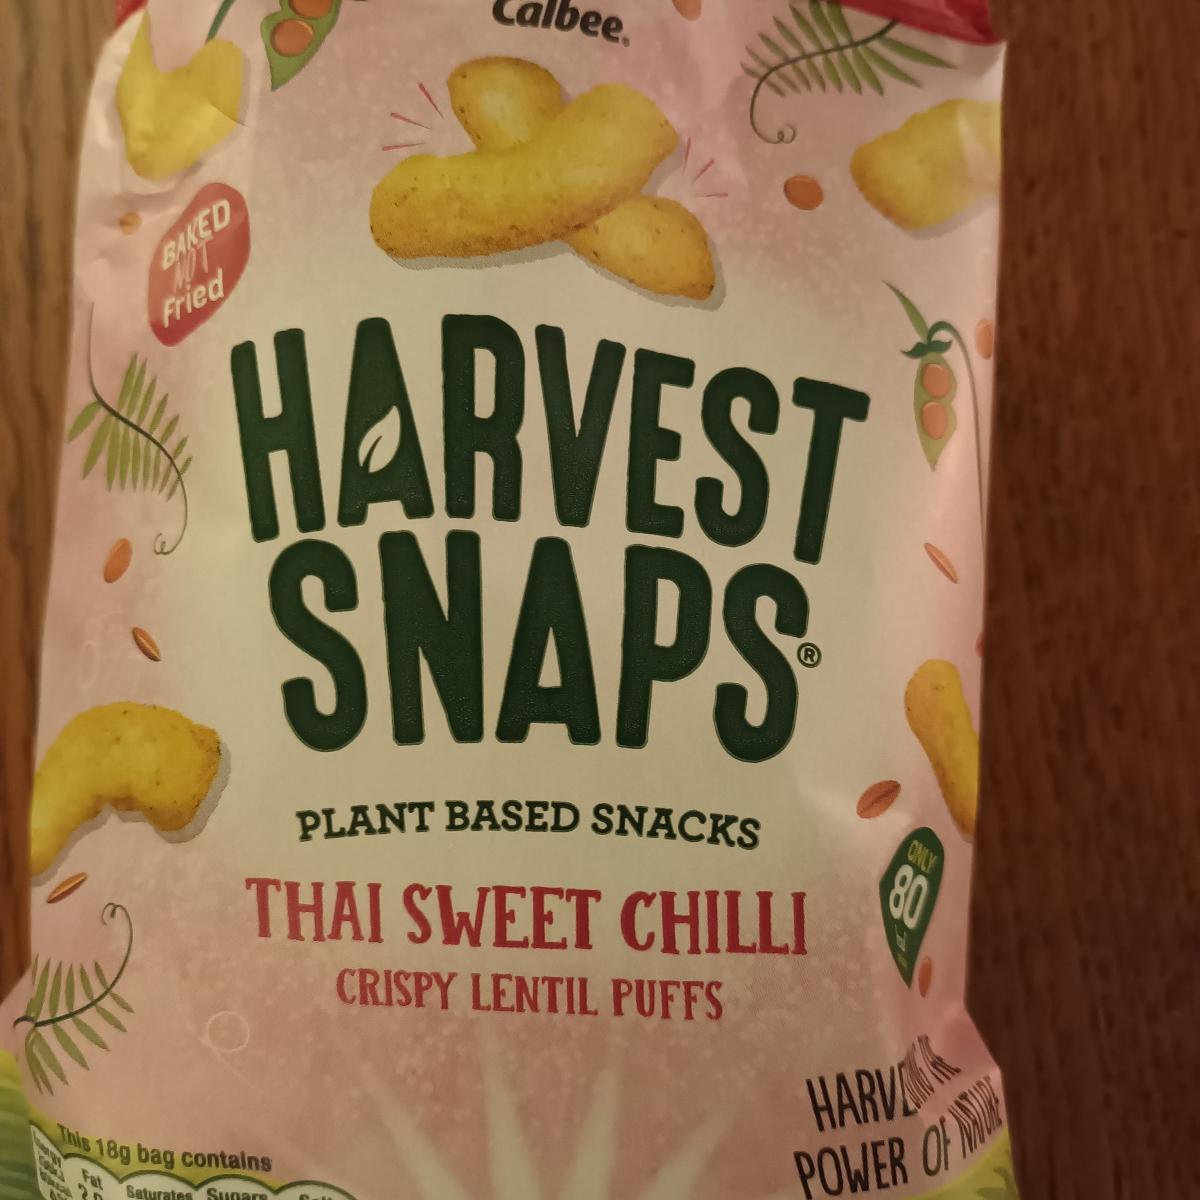 Calbee.
BAKED
NOT
Fried
HARVEST
SNAPS®
PLANT BASED SNACKS
THAI SWEET CHILLI
CRISPY LENTIL PUFFS
ONLY
80
POWER OF NATURE
This 18g bag contains
Fat
Saturates Sugars